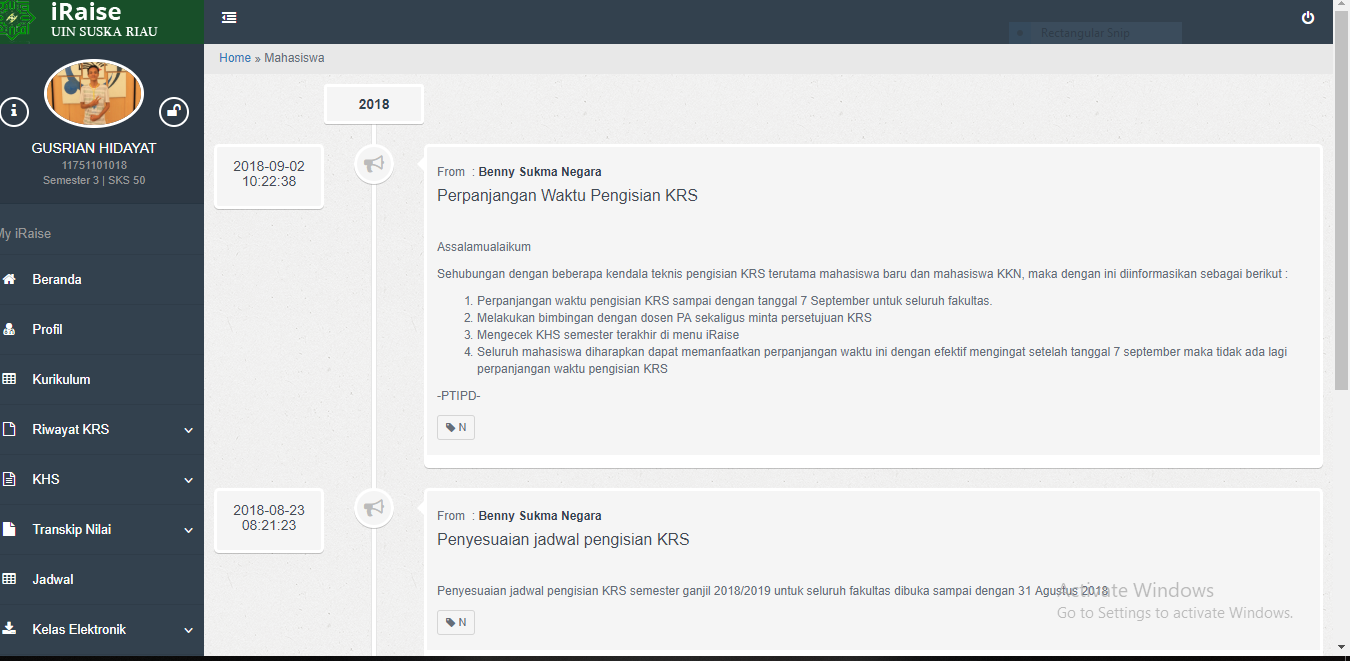 iRaise
UIN SUSKA RIAU
Rectangular Snip
Home » Mahasiswa
GUSRIAN HIDAYAT
11751101018
Semester 3 | SKS 50
My iRaise
Beranda
Profil
Kurikulum
Riwayat KRS
KHS
Transkip Nilai
Jadwal
Kelas Elektronik
2018
2018-09-02
10:22:38
From : Benny Sukma Negara
Perpanjangan Waktu Pengisian KRS
Assalamualaikum
Sehubungan dengan beberapa kendala teknis pengisian KRS terutama mahasiswa baru dan mahasiswa KKN, maka dengan ini diinformasikan sebagai berikut :
1. Perpanjangan waktu pengisian KRS sampai dengan tanggal 7 September untuk seluruh fakultas.
2. Melakukan bimbingan dengan dosen PA sekaligus minta persetujuan KRS
3. Mengecek KHS semester terakhir di menu iRaise
4. Seluruh mahasiswa diharapkan dapat memanfaatkan perpanjangan waktu ini dengan efektif mengingat setelah tanggal 7 september maka tidak ada lagi
perpanjangan waktu pengisian KRS
-PTIPD-
N
2018-08-23
08:21:23
From : Benny Sukma Negara
Penyesuaian jadwal pengisian KRS
Penyesuaian jadwal pengisian KRS semester ganjil 2018/2019 untuk seluruh fakultas dibuka sampai dengan 31 Agustus 2018
N
Activate Windows
Go to Settings to activate Windows.